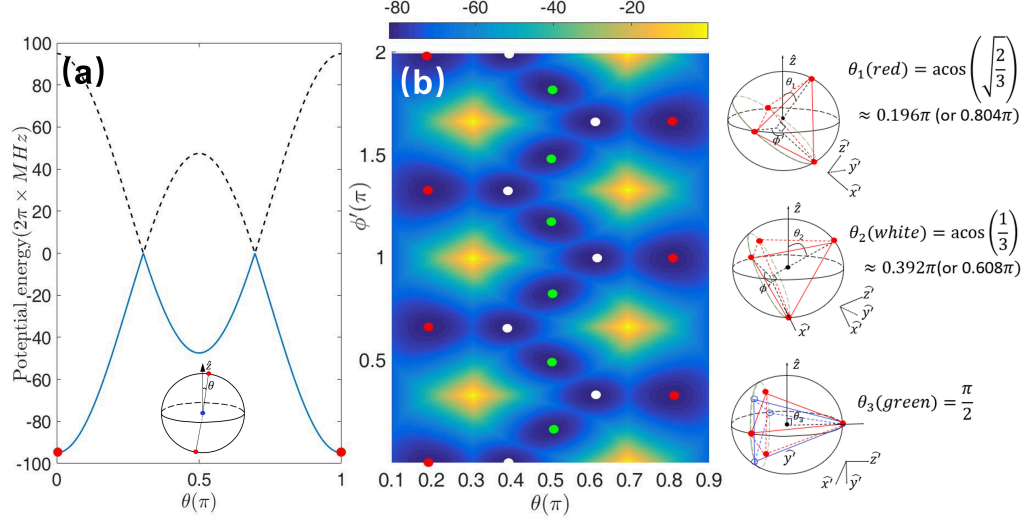 -80
-60
-40
-20
100
80
60
40
20
0
-20
-40
-60
-80
-100
Potential energy(2π × MHz)
(a)
ẑ
θ
0
0.5
1
θ(π)
2
1.5
1
0.5
ϕ′(π)
(b)
0.1
0.2
0.3
0.4
0.5
0.6
0.7
0.8
0.9
θ(π)
ẑ
θ₁
ϕ′
ẑ′
ŷ′
x̂′
θ₁(red) = acos(√(2/3))
≈ 0.196π (or 0.804π)
ẑ
θ₂
ϕ′
x̂′
ẑ′
ŷ′
x̂′
θ₂(white) = acos(1/3)
≈ 0.392π(or 0.608π)
ẑ
θ₃
ŷ′
ẑ′
x̂′
ŷ′
θ₃(green) = π/2